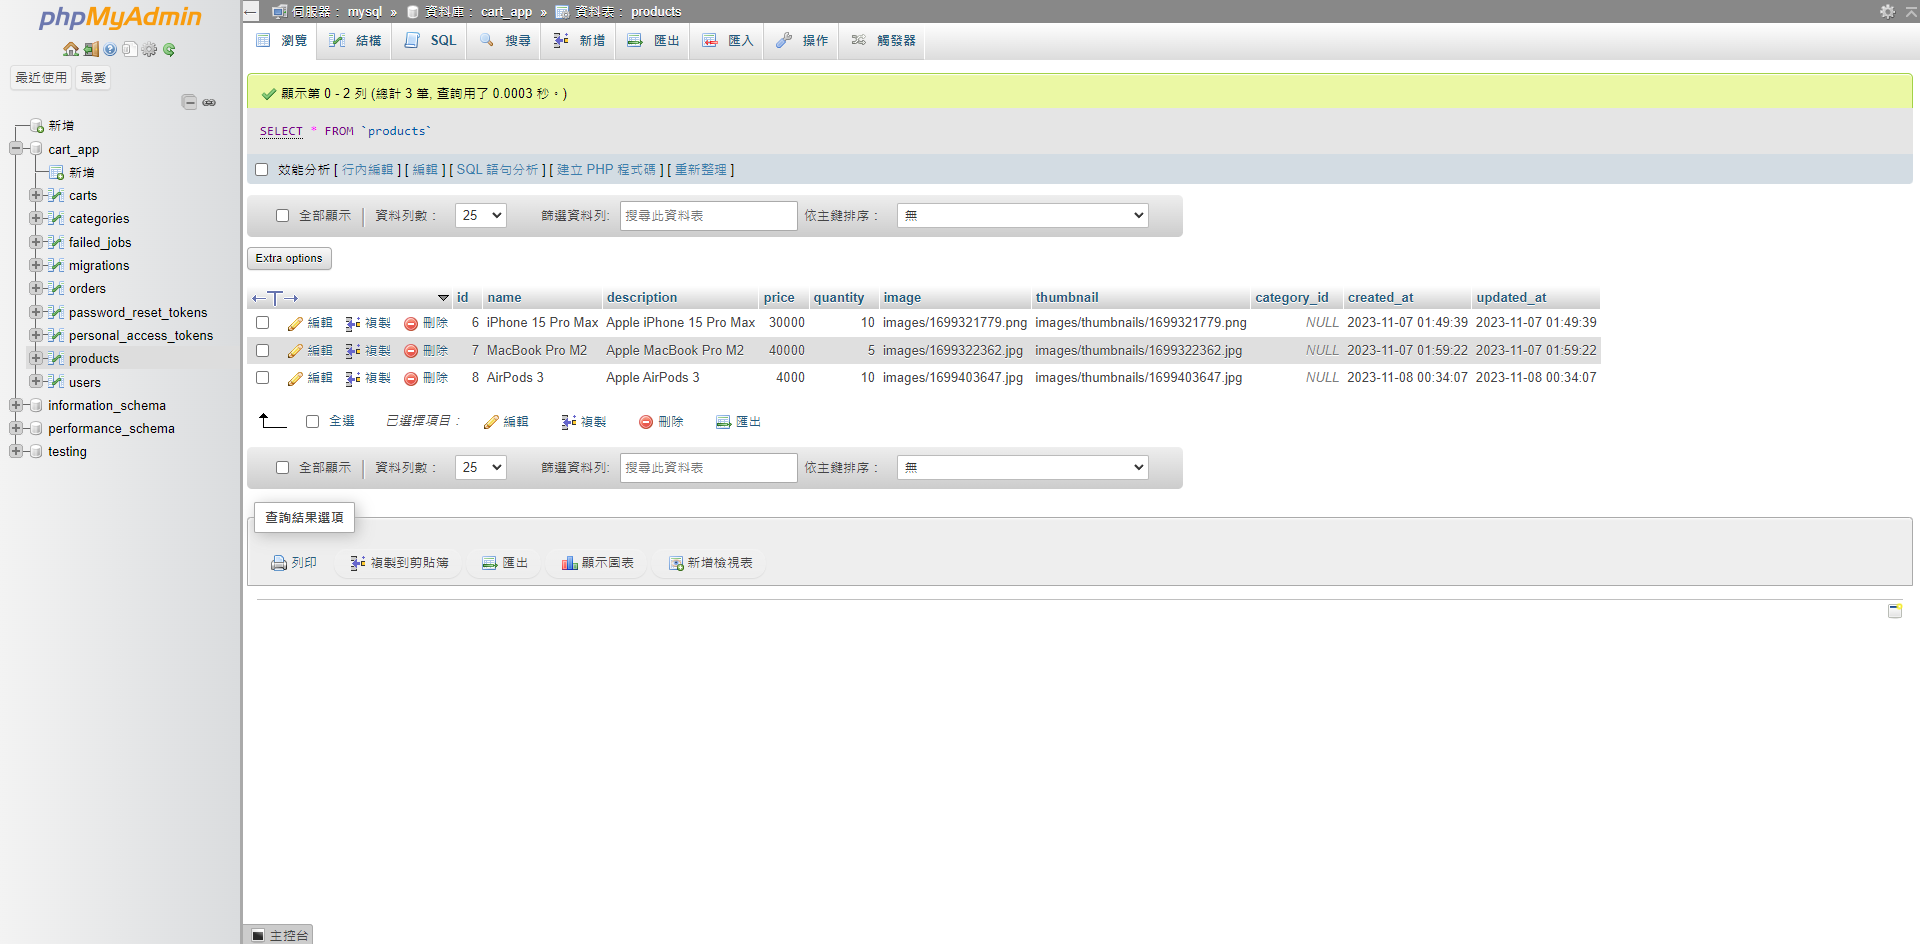 phpMyAdmin
最近使用 最愛
新增
cart_app
新增
carts
categories
failed_jobs
migrations
orders
password_reset_tokens
personal_access_tokens
products
users
information_schema
performance_schema
testing
伺服器： mysql » 資料庫： cart_app » 資料表： products
瀏覽 結構 SQL 搜尋 新增 匯出 匯入 操作 觸發器
顯示第 0 - 2 列 (總計 3 筆, 查詢用了 0.0003 秒。)
SELECT * FROM `products`
效能分析 [ 行內編輯 ] [ 編輯 ] [ SQL 語句分析 ] [ 建立 PHP 程式碼 ] [ 重新整理 ]
全部顯示 資料列數： 25 篩選資料列: 搜尋此資料表 依主鍵排序： 無
Extra options
←T→ id name description price quantity image thumbnail category_id created_at updated_at
編輯 複製 刪除 6 iPhone 15 Pro Max Apple iPhone 15 Pro Max 30000 10 images/1699321779.png images/thumbnails/1699321779.png NULL 2023-11-07 01:49:39 2023-11-07 01:49:39
編輯 複製 刪除 7 MacBook Pro M2 Apple MacBook Pro M2 40000 5 images/1699322362.jpg images/thumbnails/1699322362.jpg NULL 2023-11-07 01:59:22 2023-11-07 01:59:22
編輯 複製 刪除 8 AirPods 3 Apple AirPods 3 4000 10 images/1699403647.jpg images/thumbnails/1699403647.jpg NULL 2023-11-08 00:34:07 2023-11-08 00:34:07
全選 已選擇項目： 編輯 複製 刪除 匯出
全部顯示 資料列數： 25 篩選資料列: 搜尋此資料表 依主鍵排序： 無
查詢結果選項
列印 複製到剪貼簿 匯出 顯示圖表 新增檢視表
主控台